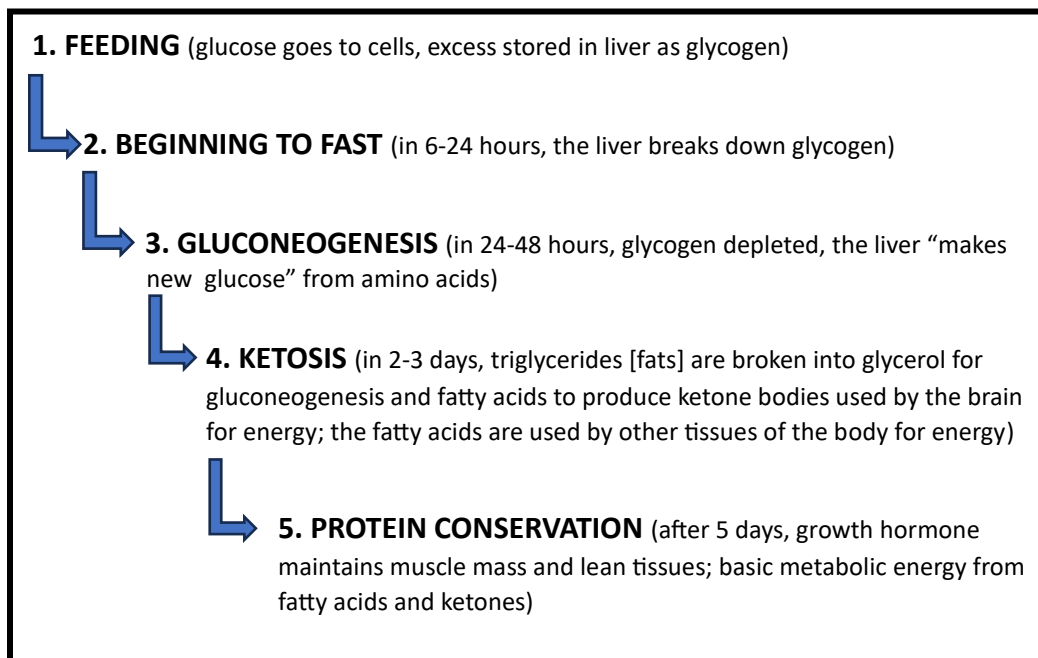 1. FEEDING (glucose goes to cells, excess stored in liver as glycogen)
2. BEGINNING TO FAST (in 6-24 hours, the liver breaks down glycogen)
3. GLUCONEOGENESIS (in 24-48 hours, glycogen depleted, the liver “makes
new glucose” from amino acids)
4. KETOSIS (in 2-3 days, triglycerides [fats] are broken into glycerol for
gluconeogenesis and fatty acids to produce ketone bodies used by the brain
for energy; the fatty acids are used by other tissues of the body for energy)
5. PROTEIN CONSERVATION (after 5 days, growth hormone
maintains muscle mass and lean tissues; basic metabolic energy from
fatty acids and ketones)